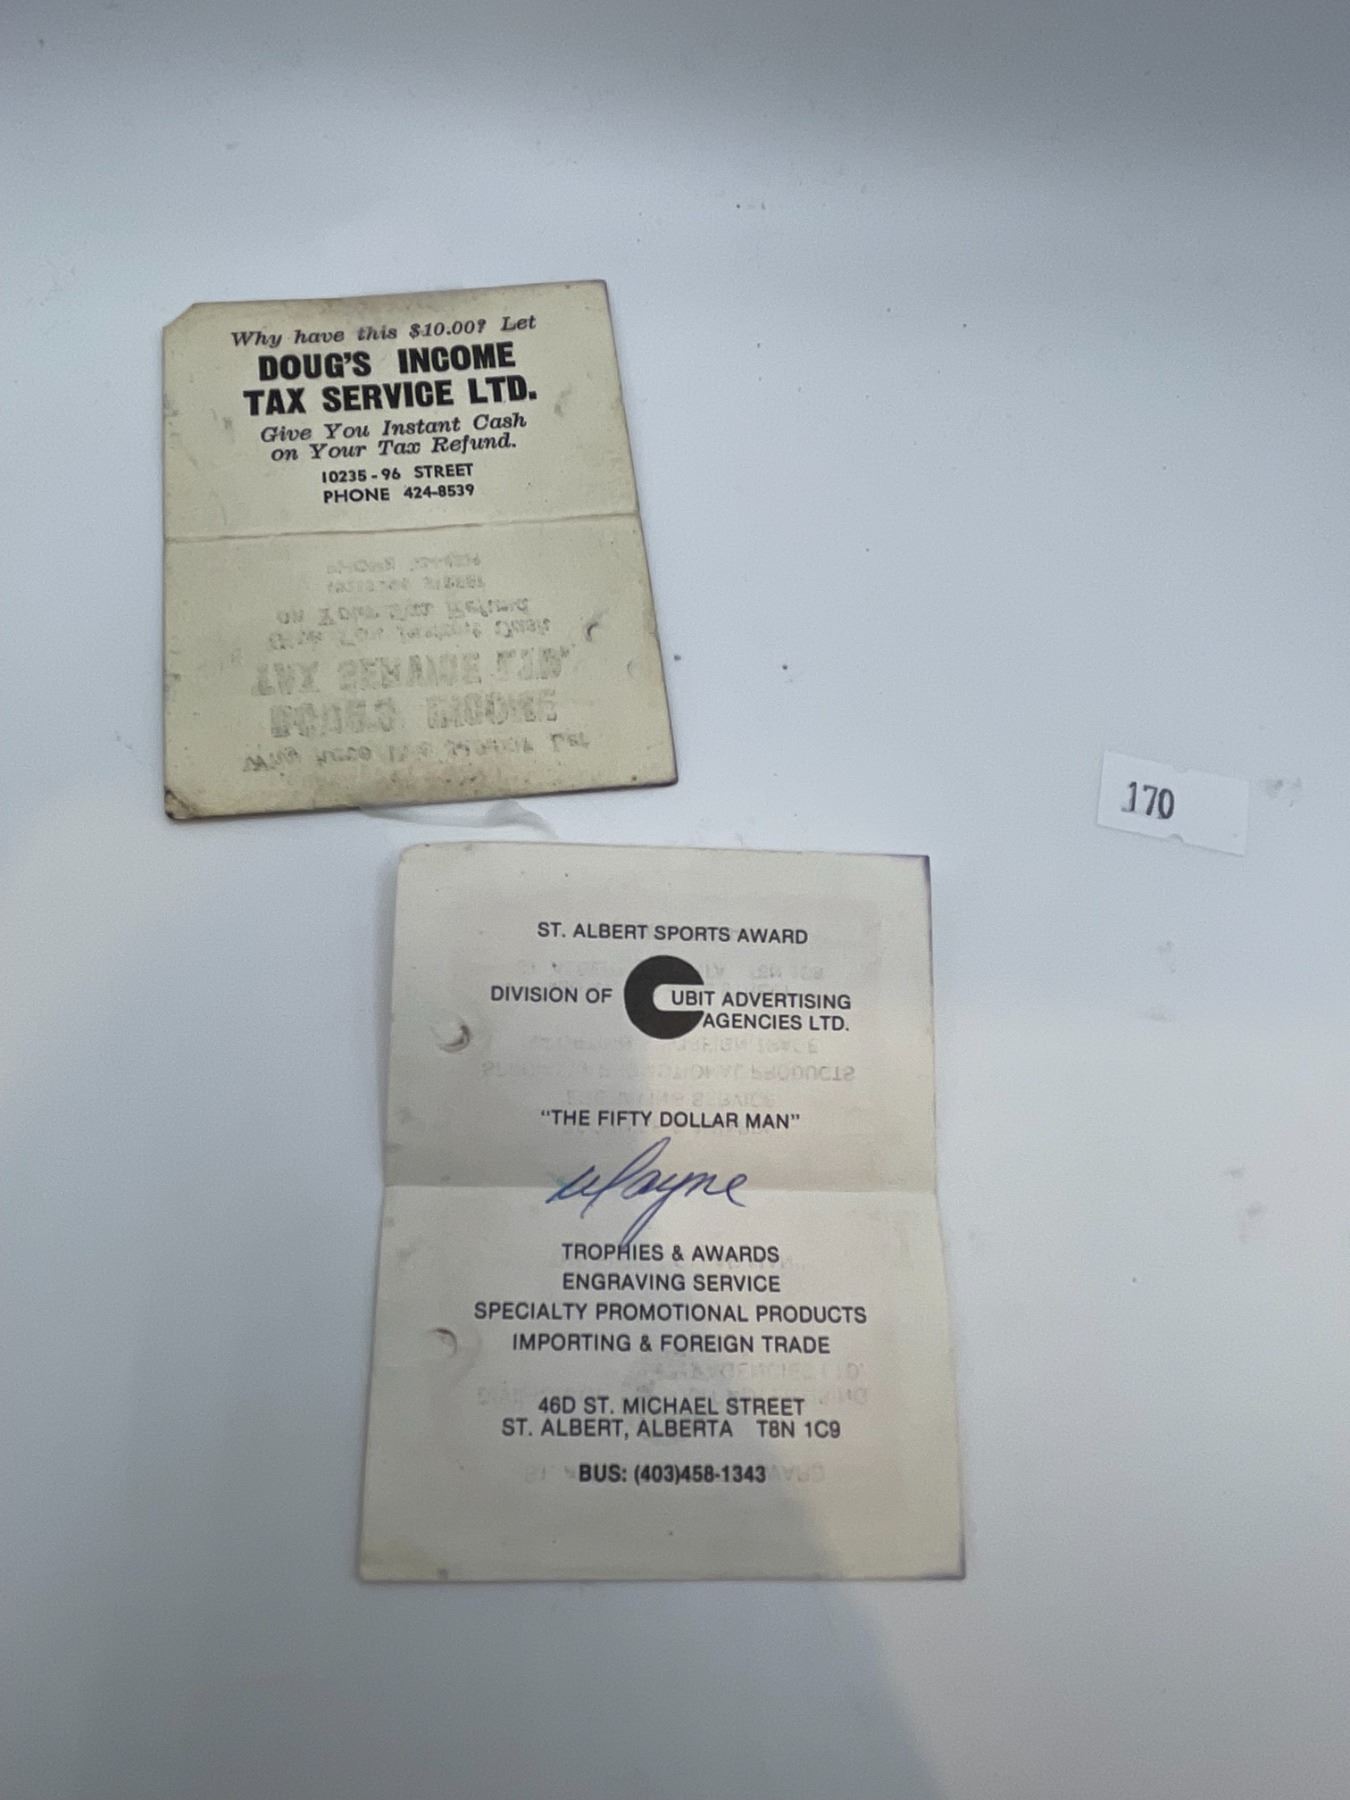 Why have this $10.00? Let
DOUG'S INCOME
TAX SERVICE LTD.
Give You Instant Cash
on Your Tax Refund.
10235 - 96 STREET
PHONE 424-8539
170
ST. ALBERT SPORTS AWARD
DIVISION OF CUBIT ADVERTISING
AGENCIES LTD.
"THE FIFTY DOLLAR MAN"
Wayne
TROPHIES & AWARDS
ENGRAVING SERVICE
SPECIALTY PROMOTIONAL PRODUCTS
IMPORTING & FOREIGN TRADE
46D ST. MICHAEL STREET
ST. ALBERT, ALBERTA T8N 1C9
BUS: (403)458-1343